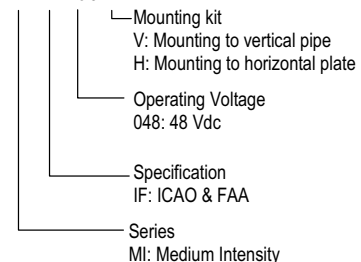 Mounting kit
V: Mounting to vertical pipe
H: Mounting to horizontal plate
Operating Voltage
048: 48 Vdc
Specification
IF: ICAO & FAA
Series
MI: Medium Intensity